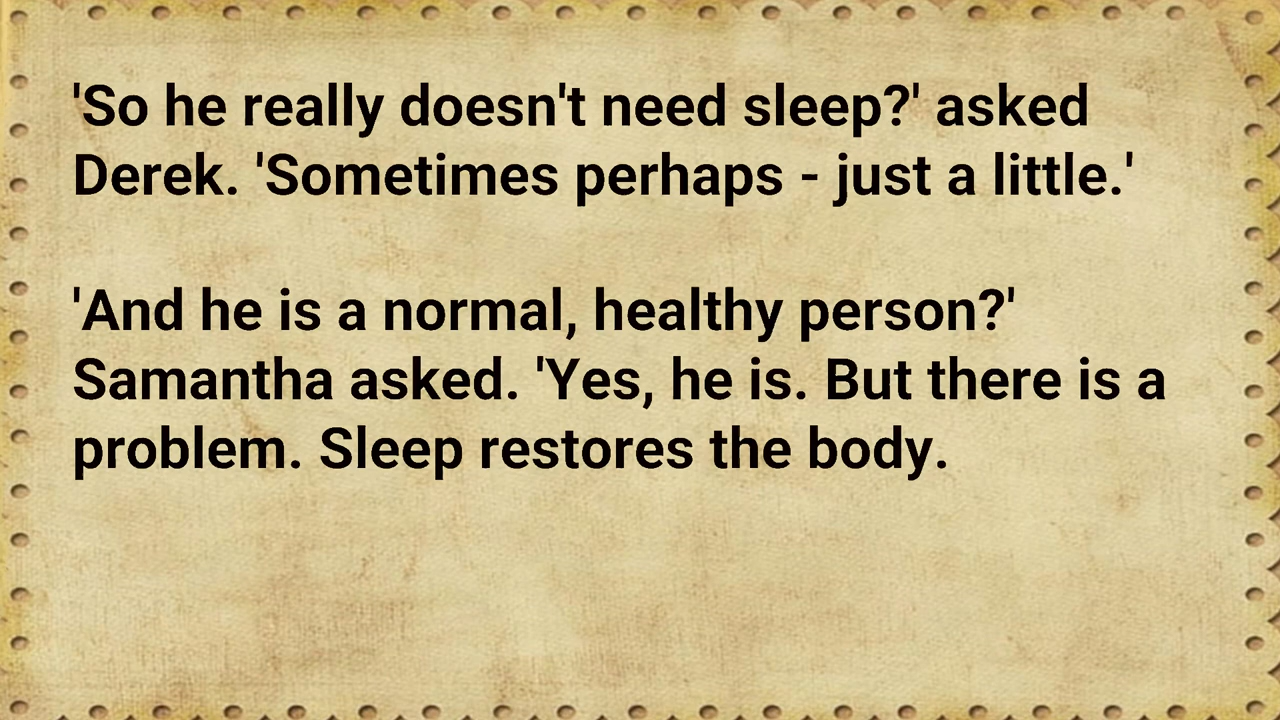 'So he really doesn't need sleep?' asked
Derek. 'Sometimes perhaps - just a little.'
'And he is a normal, healthy person?'
Samantha asked. 'Yes, he is. But there is a
problem. Sleep restores the body.